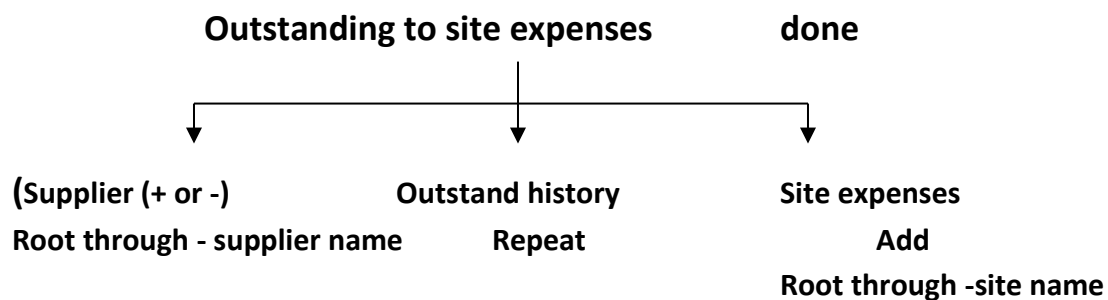 Outstanding to site expenses done
(Supplier (+ or -) Outstand history Site expenses
Root through - supplier name Repeat Add
Root through -site name